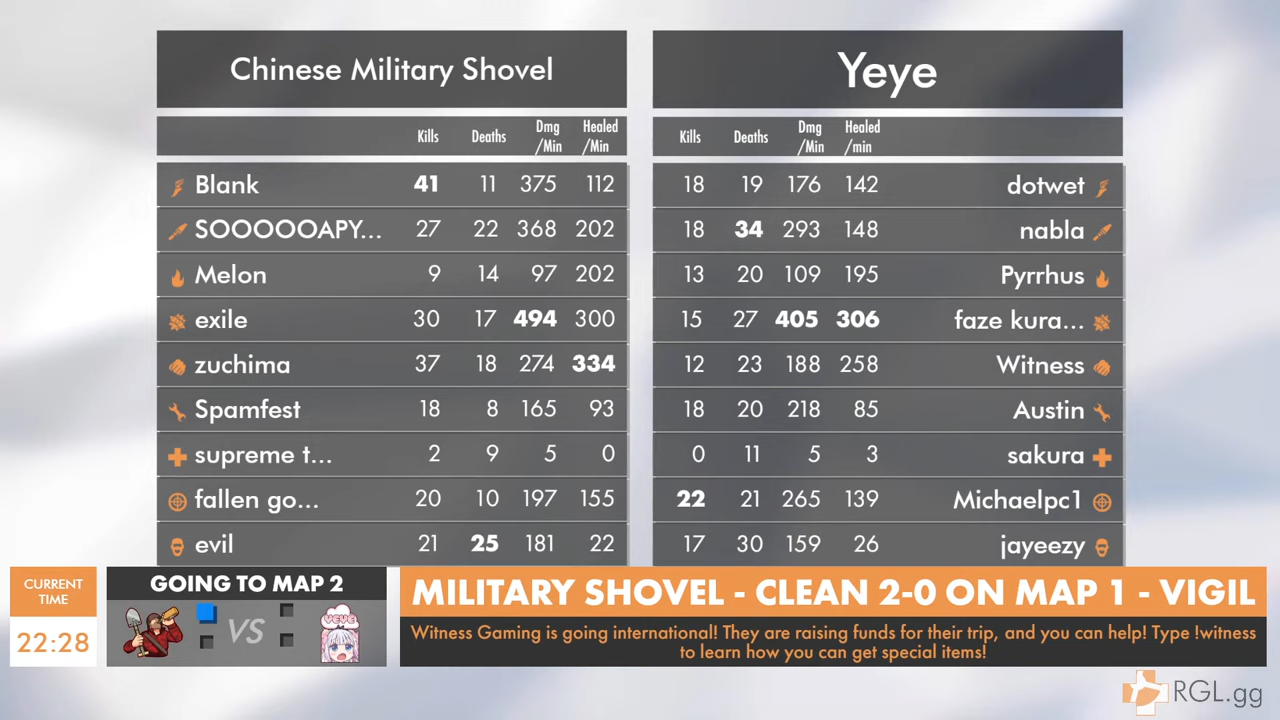 Chinese Military Shovel
Kills Deaths Dmg /Min Healed /Min
Blank 41 11 375 112
SOOOOOAPY... 27 22 368 202
Melon 9 14 97 202
exile 30 17 494 300
zuchima 37 18 274 334
Spamfest 18 8 165 93
supreme t... 2 9 5 0
fallen go... 20 10 197 155
evil 21 25 181 22
Yeye
Kills Deaths Dmg /Min Healed /min
18 19 176 142 dotwet
18 34 293 148 nabla
13 20 109 195 Pyrrhus
15 27 405 306 faze kura...
12 23 188 258 Witness
18 20 218 85 Austin
0 11 5 3 sakura
22 21 265 139 Michaelpc1
17 30 159 26 jayeezy
CURRENT
TIME
22:28
GOING TO MAP 2
VS
YEYE
MILITARY SHOVEL - CLEAN 2-0 ON MAP 1 - VIGIL
Witness Gaming is going international! They are raising funds for their trip, and you can help! Type !witness
to learn how you can get special items!
RGL.gg